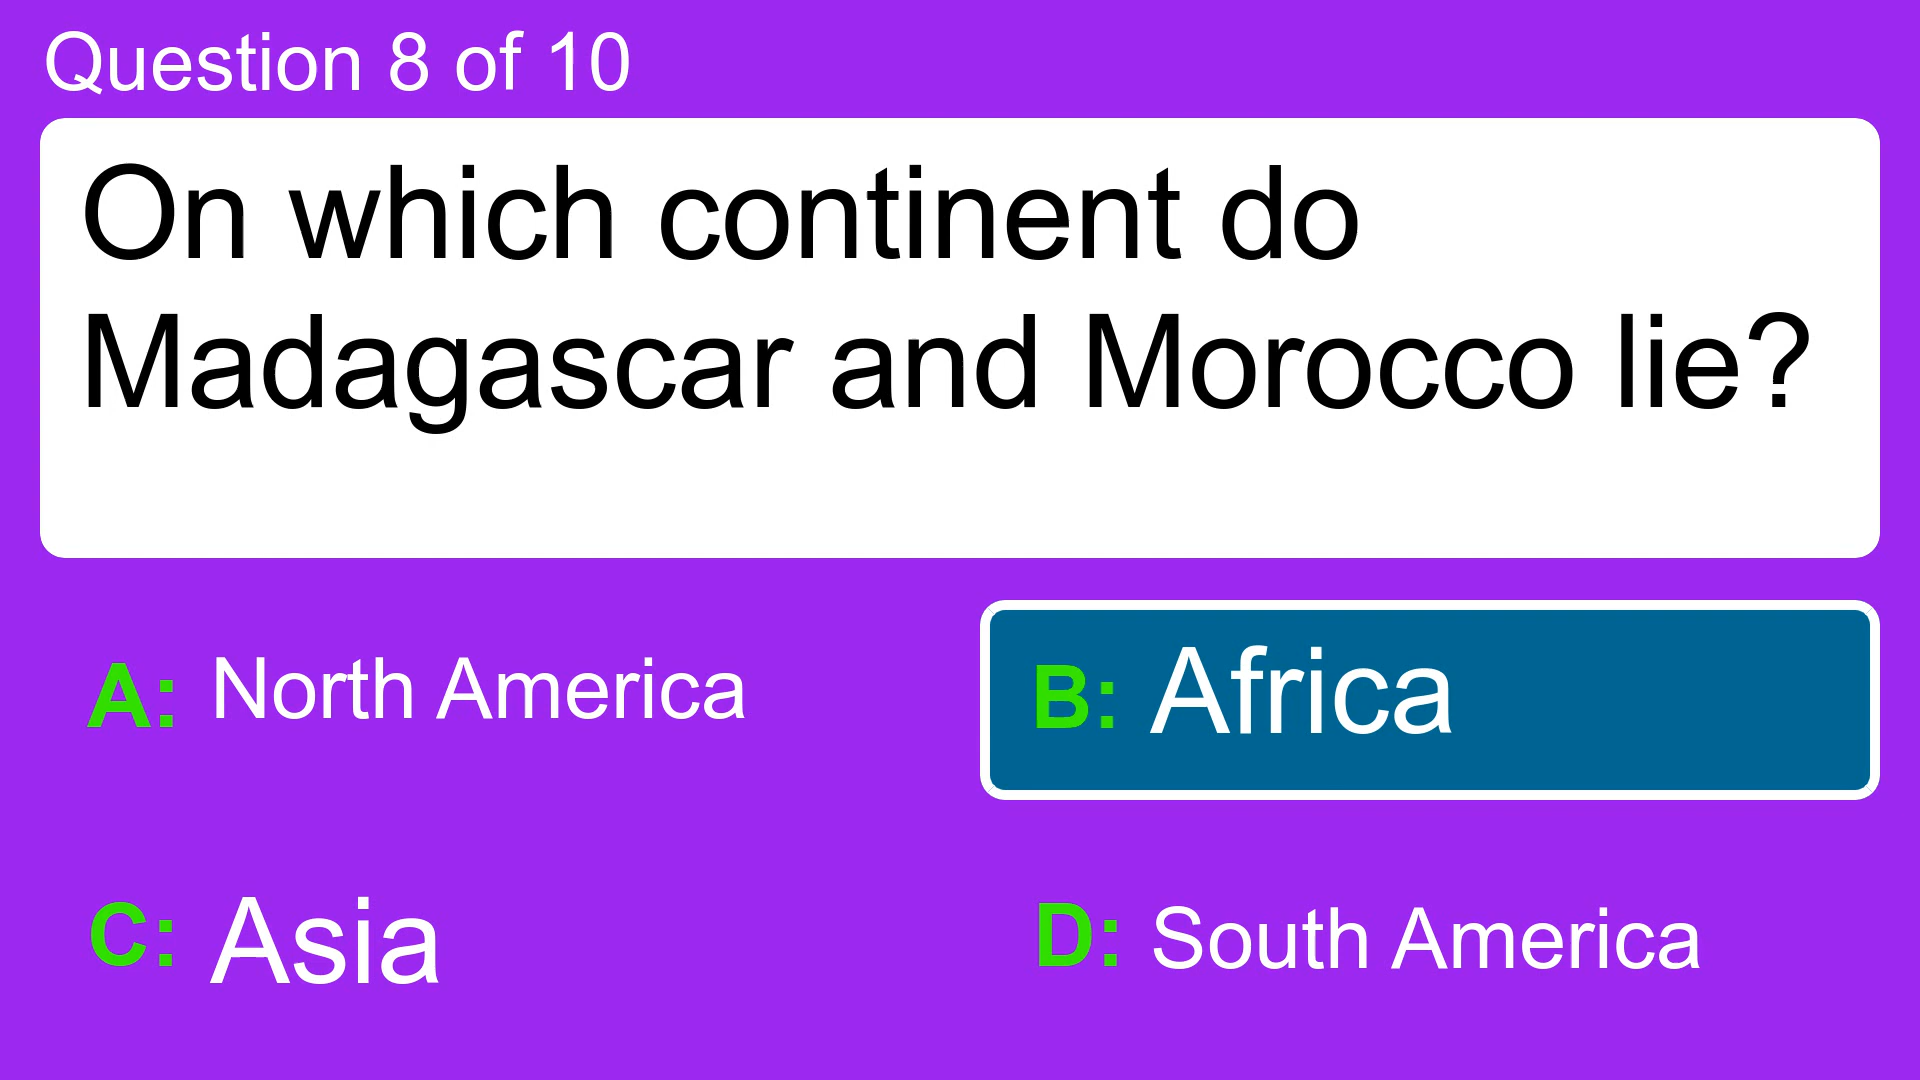 Question 8 of 10
On which continent do
Madagascar and Morocco lie?
A: North America
B: Africa
C: Asia
D: South America